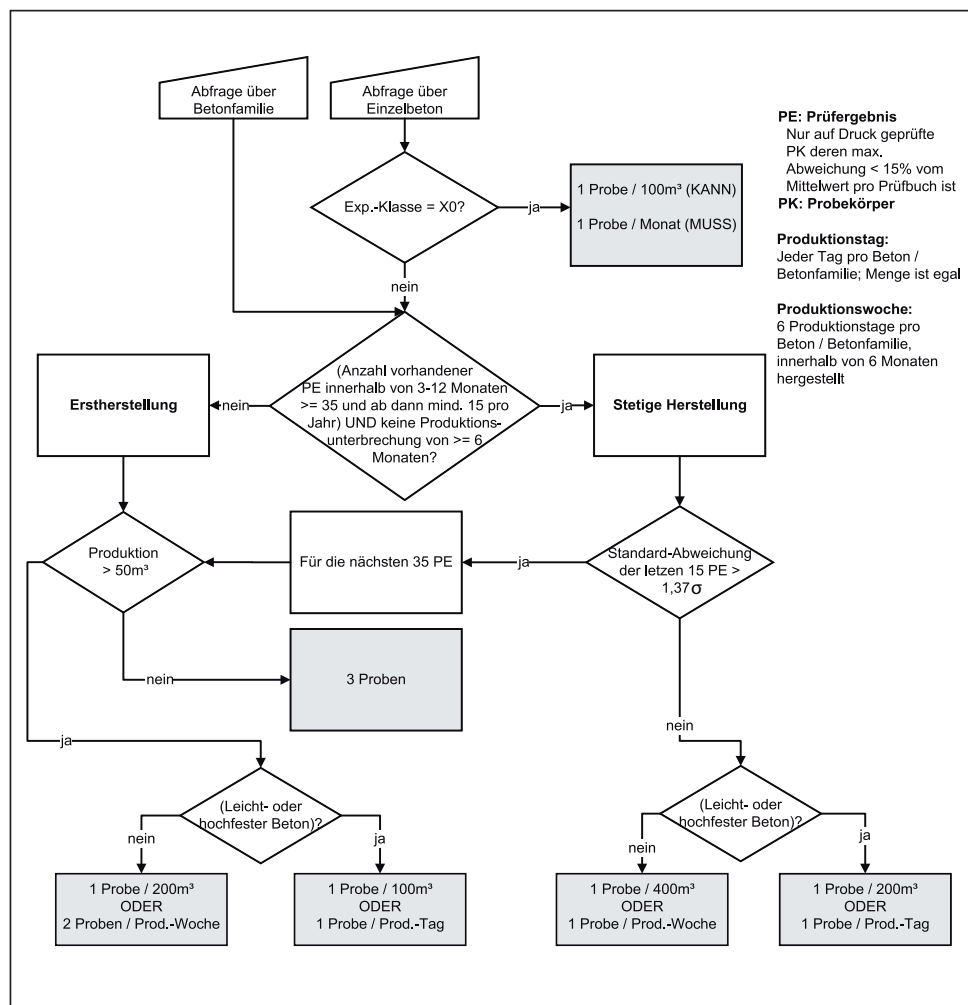 Abfrage über
Betonfamilie
Abfrage über
Einzelbeton
PE: Prüfergebnis
Nur auf Druck geprüfte
PK deren max.
Abweichung < 15% vom
Mittelwert pro Prüfbuch ist
PK: Probekörper
Produktionstag:
Jeder Tag pro Beton /
Betonfamilie; Menge ist egal
Produktionswoche:
6 Produktionstage pro
Beton / Betonfamilie,
innerhalb von 6 Monaten
hergestellt
Exp.-Klasse = X0?
ja
1 Probe / 100m³ (KANN)
1 Probe / Monat (MUSS)
nein
(Anzahl vorhandener
PE innerhalb von 3-12 Monaten
>= 35 und ab dann mind. 15 pro
Jahr) UND keine Produktions-
unterbrechung von >= 6
Monaten?
nein
ja
Erstherstellung
Stetige Herstellung
Produktion
> 50m³
Für die nächsten 35 PE
ja
Standard-Abweichung
der letzen 15 PE >
1,37σ
nein
3 Proben
ja
nein
(Leicht- oder
hochfester Beton)?
nein
ja
(Leicht- oder
hochfester Beton)?
nein
ja
1 Probe / 200m³
ODER
2 Proben / Prod.-Woche
1 Probe / 100m³
ODER
1 Probe / Prod.-Tag
1 Probe / 400m³
ODER
1 Probe / Prod.-Woche
1 Probe / 200m³
ODER
1 Probe / Prod.-Tag